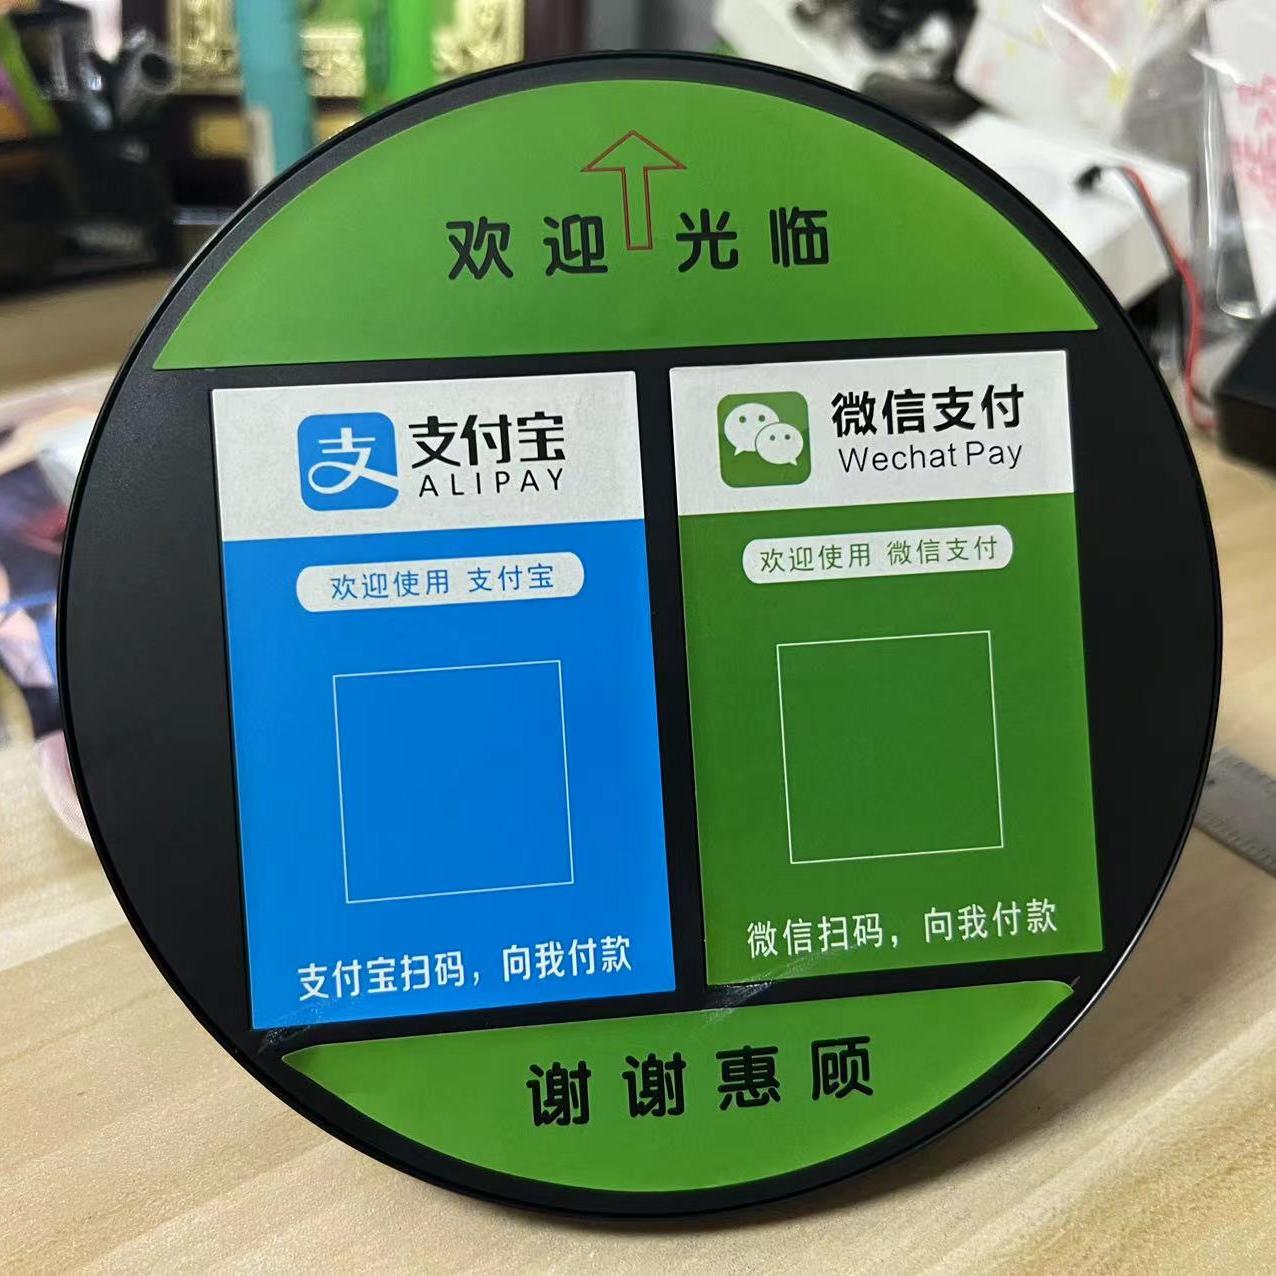 欢迎光临
支 支付宝
ALIPAY
欢迎使用 支付宝
支付宝扫码，向我付款
微信支付
Wechat Pay
欢迎使用 微信支付
微信扫码，向我付款
谢谢惠顾